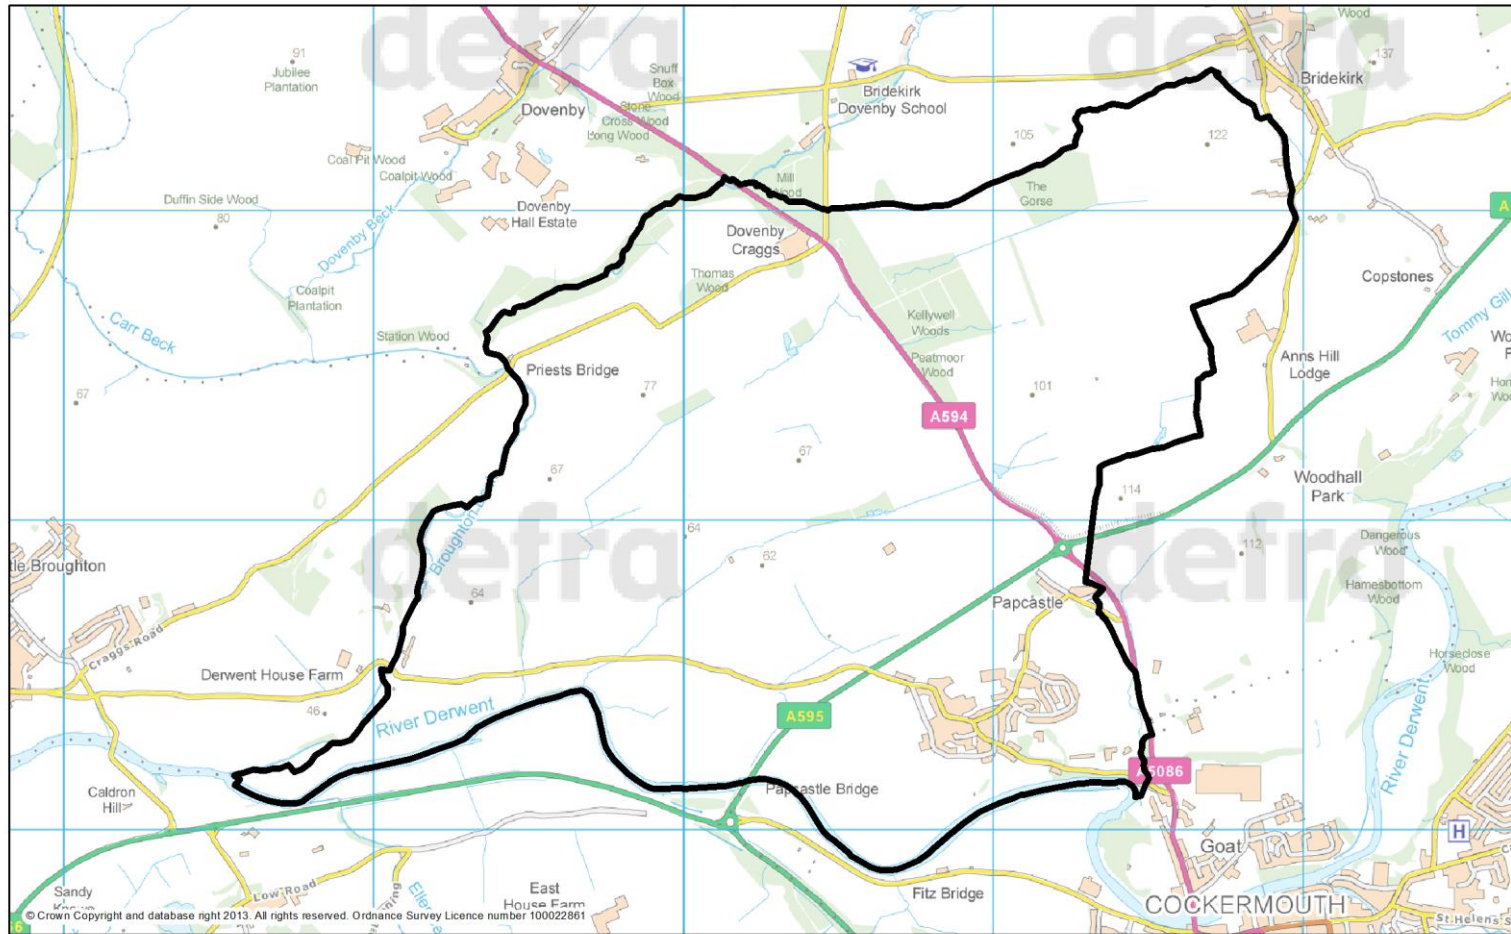 defra
defra
Wood
91
Jubilee
Plantation
Snuff
Box
Wood
137
Bridekirk
Dovenby
Bridekirk
Dovenby School
Stone
Cross Wood
Long Wood
105
122
Coal Pit Wood
Coalpit Wood
Mill
Wood
The
Gorse
Duffin Side Wood
80
Dovenby
Hall Estate
Dovenby Beck
Dovenby
Craggs
A
Thomas
Wood
Copstones
Coalpit
Plantation
Carr Beck
Station Wood
Kellywell
Woods
Tommy Gill
Priests Bridge
Peatmoor
Wood
Anns Hill
Lodge
67
77
101
A594
67
67
Woodhall
Park
114
defra
defra
Broughton
64
62
112
Dangerous
Wood
tle Broughton
Hamesbottom
Wood
64
Papcastle
Craggs Road
Horseclose
Wood
Derwent House Farm
46
River Derwent
A595
River Derwent
A5086
Caldron
Hill
Papcastle Bridge
H
Goat
Sandy
Low Road
East
House Farm
Fitz Bridge
COCKERMOUTH
St Helens S
6
© Crown Copyright and database right 2013. All rights reserved. Ordnance Survey Licence number 100022861